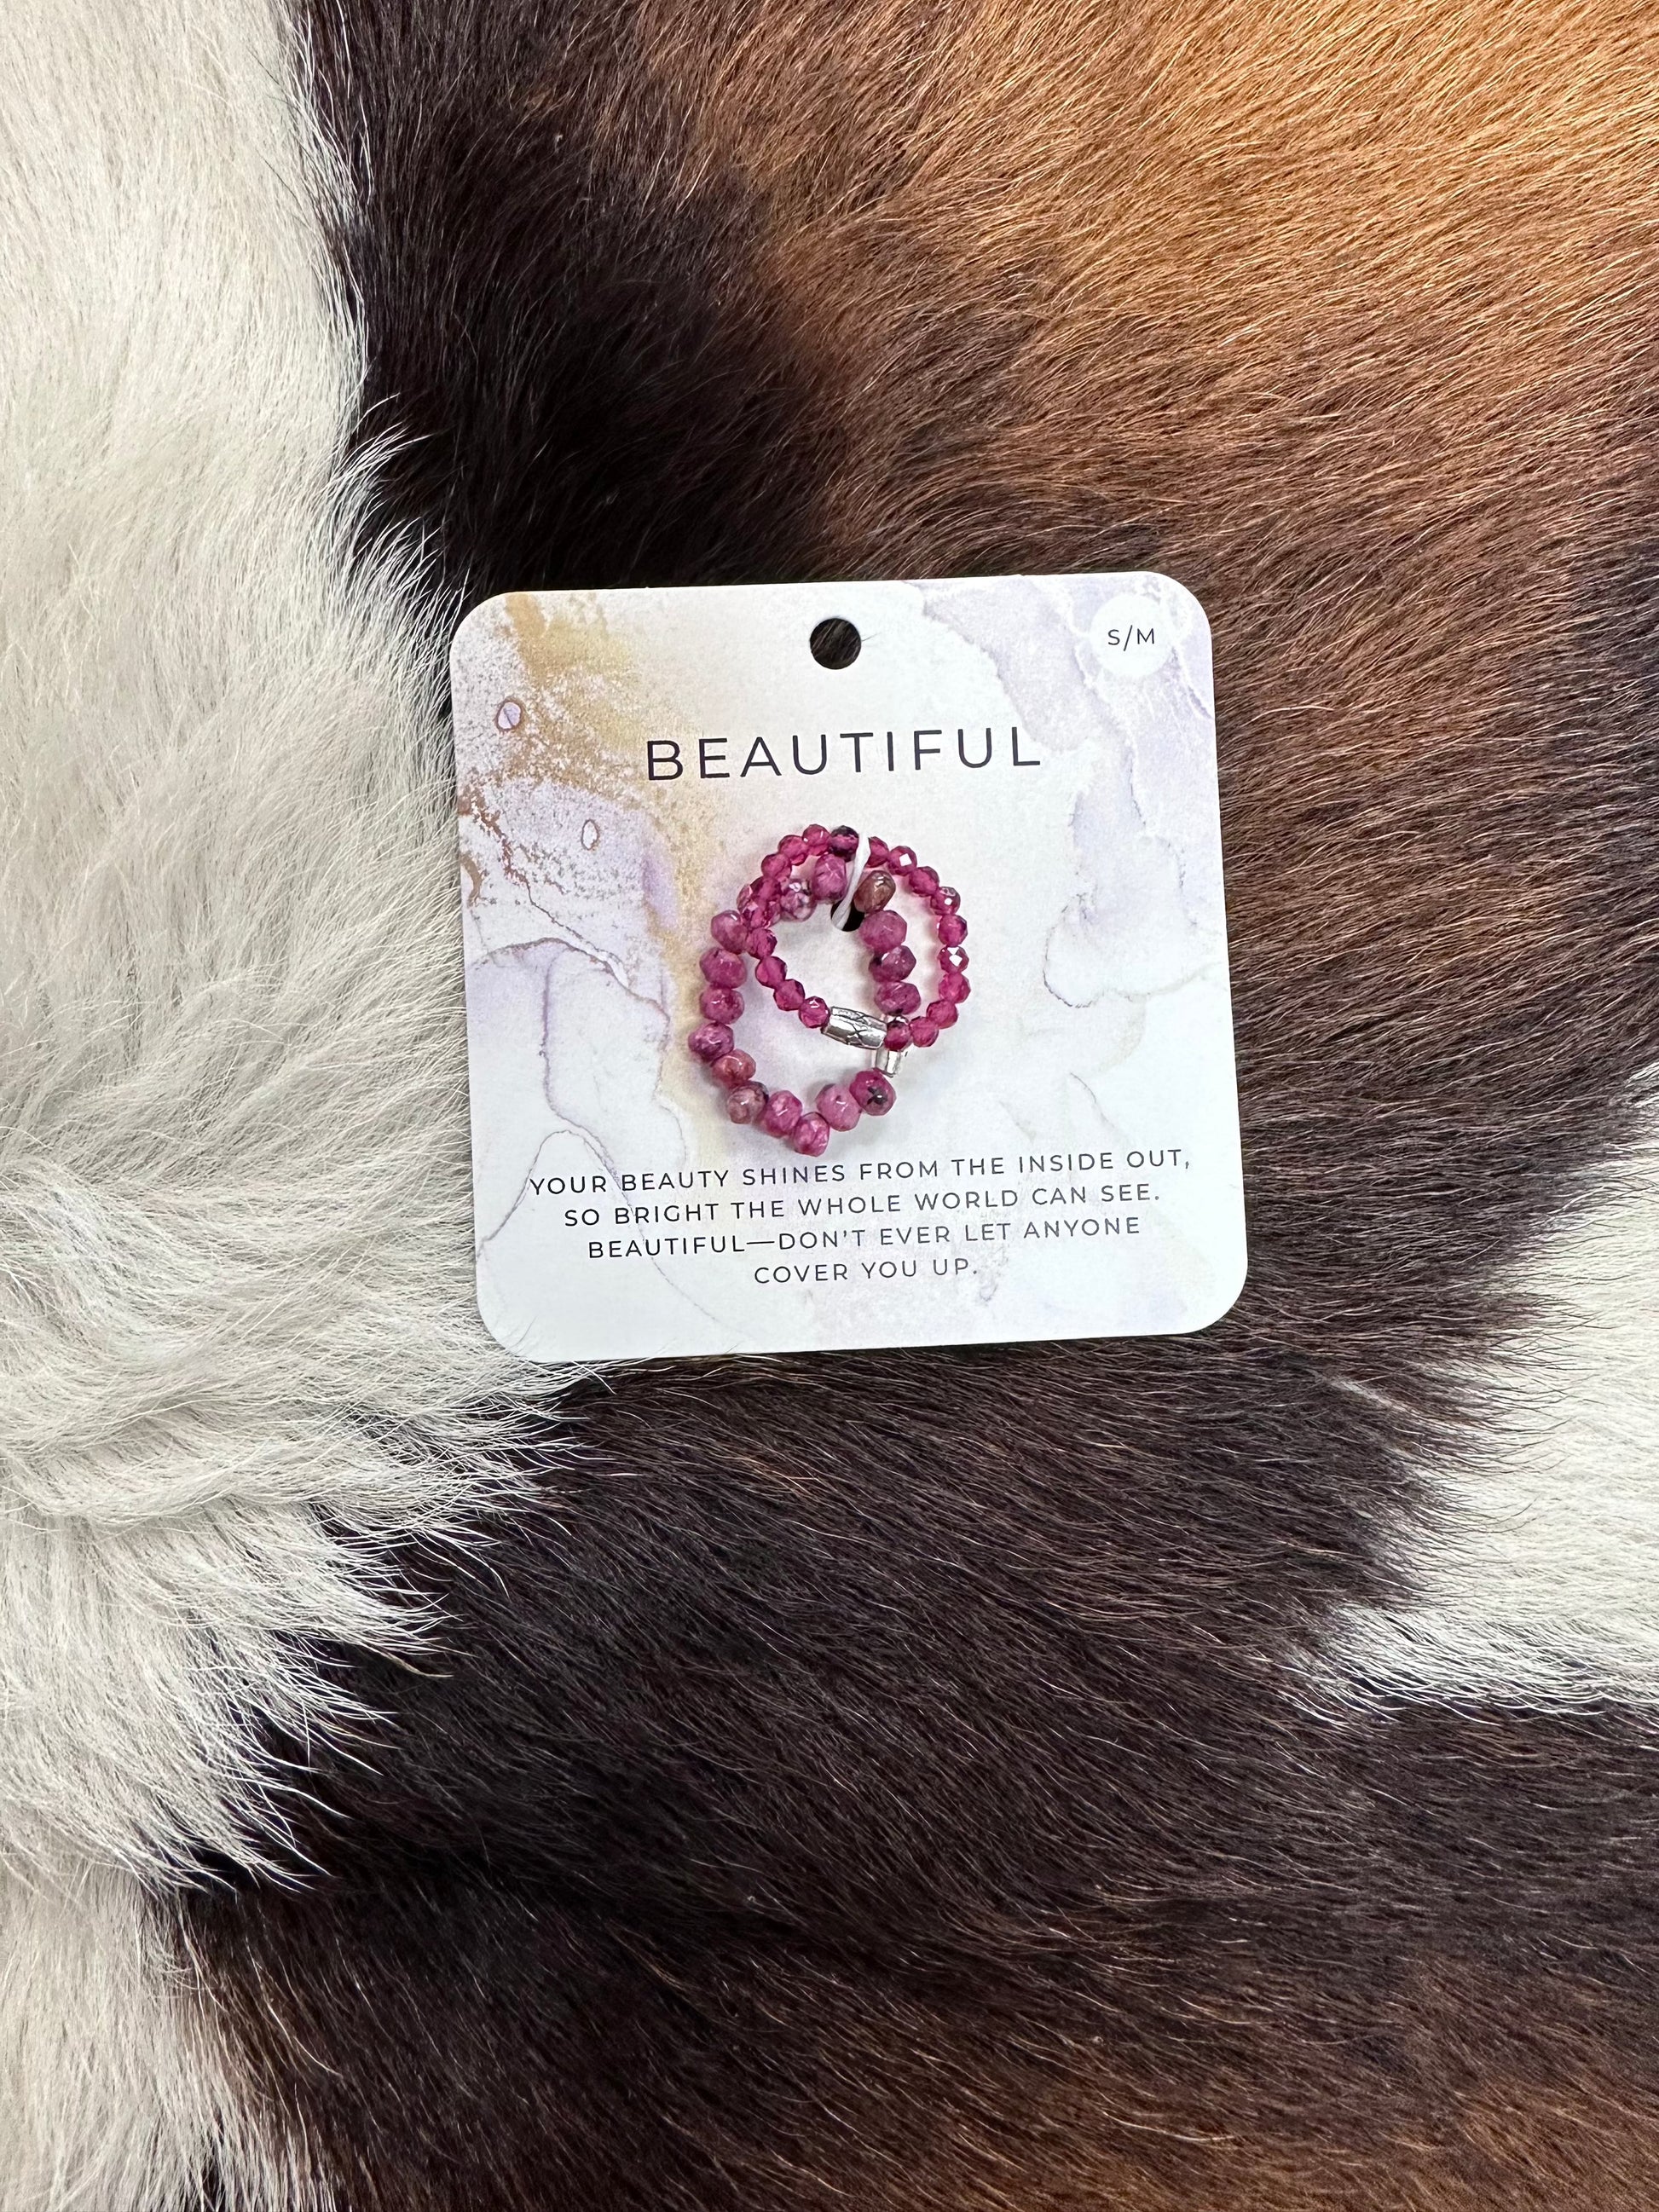 S/M
BEAUTIFUL
YOUR BEAUTY SHINES FROM THE INSIDE OUT,
SO BRIGHT THE WHOLE WORLD CAN SEE.
BEAUTIFUL—DON'T EVER LET ANYONE
COVER YOU UP.